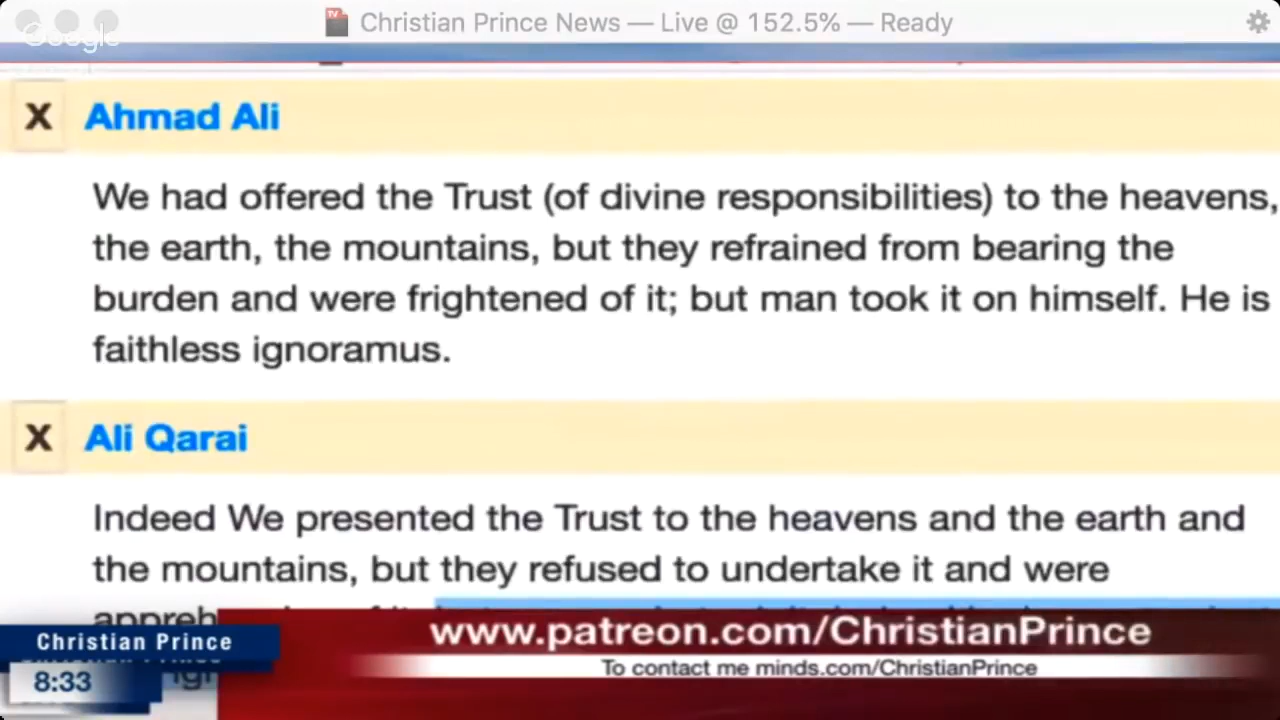 Christian Prince News — Live @ 152.5% — Ready
Google
X Ahmad Ali
We had offered the Trust (of divine responsibilities) to the heavens,
the earth, the mountains, but they refrained from bearing the
burden and were frightened of it; but man took it on himself. He is
faithless ignoramus.
X Ali Qarai
Indeed We presented the Trust to the heavens and the earth and
the mountains, but they refused to undertake it and were
www.patreon.com/ChristianPrince
Christian Prince
To contact me minds.com/ChristianPrince
8:33